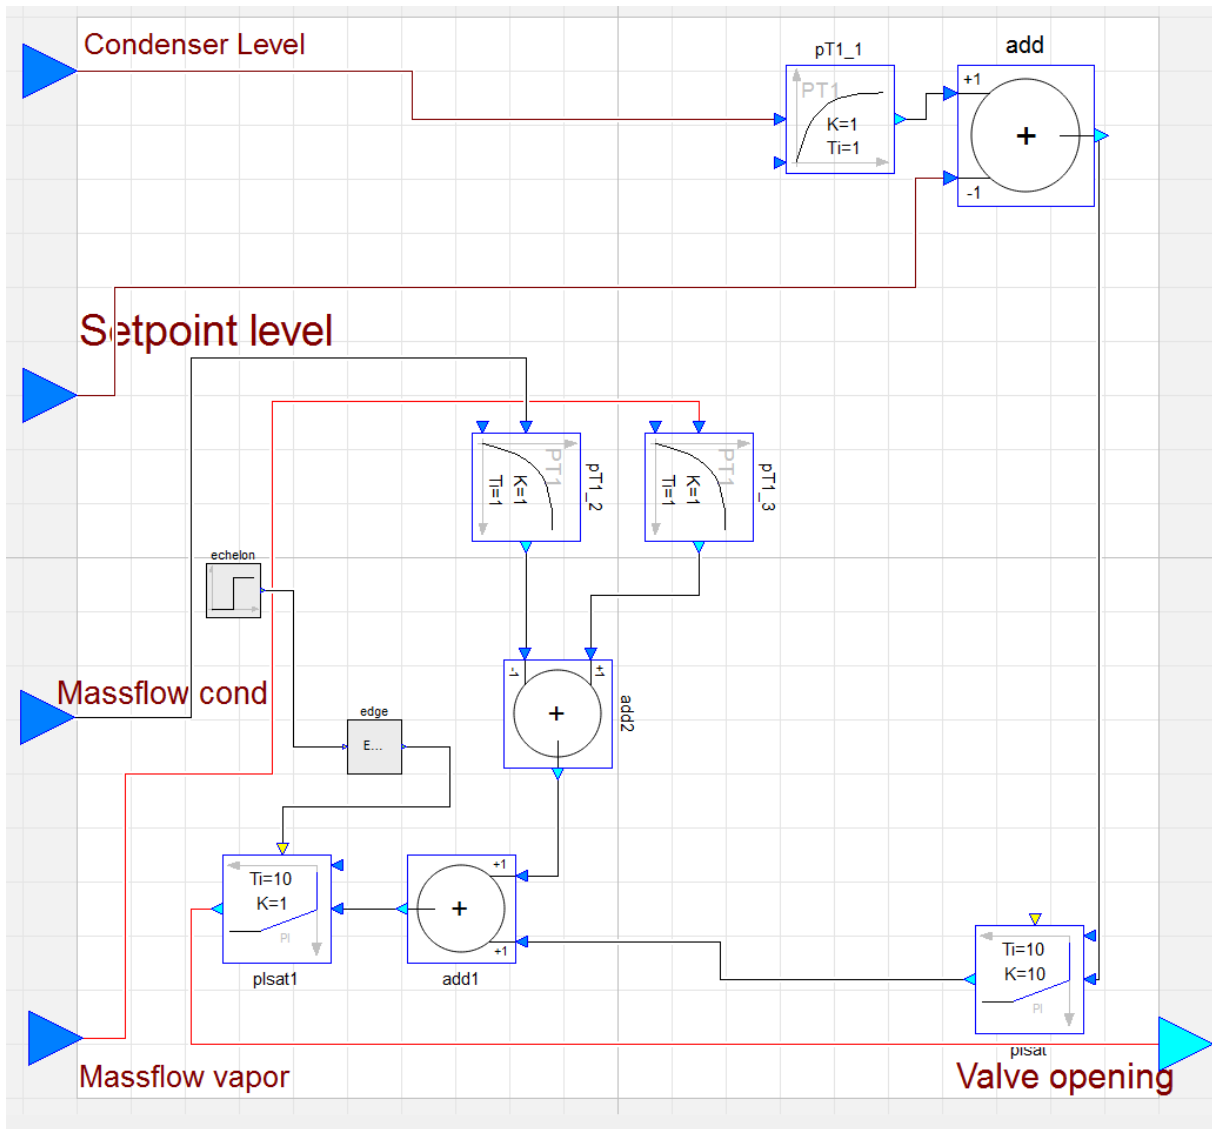 Condenser Level
pT1_1
add
PT1
K=1
Ti=1
+1
+
-1
Setpoint level
PT1
K=1
Ti=1
pT1_2
PT1
K=1
Ti=1
pT1_3
echelon
Massflow cond
-1
+1
+
add2
edge
E...
Ti=10
K=1
PI
pIsat1
+1
+
+1
add1
Ti=10
K=10
PI
pIsat
Massflow vapor
Valve opening